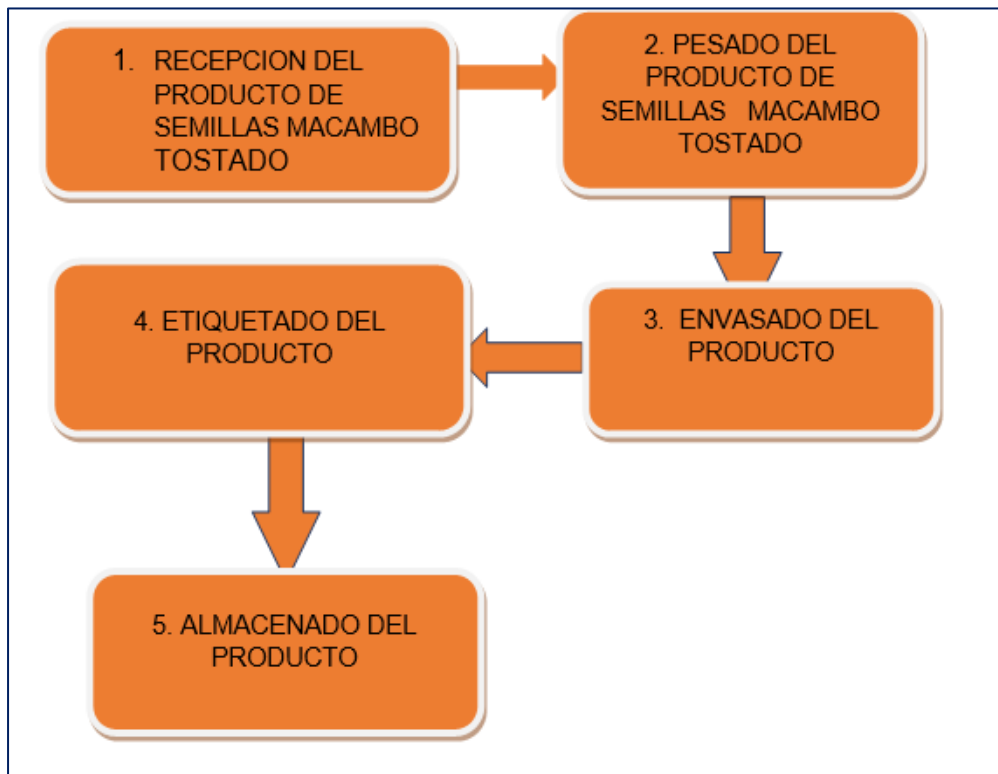 1. RECEPCION DEL
PRODUCTO DE
SEMILLAS MACAMBO
TOSTADO
2. PESADO DEL
PRODUCTO DE
SEMILLAS MACAMBO
TOSTADO
3. ENVASADO DEL
PRODUCTO
4. ETIQUETADO DEL
PRODUCTO
5. ALMACENADO DEL
PRODUCTO